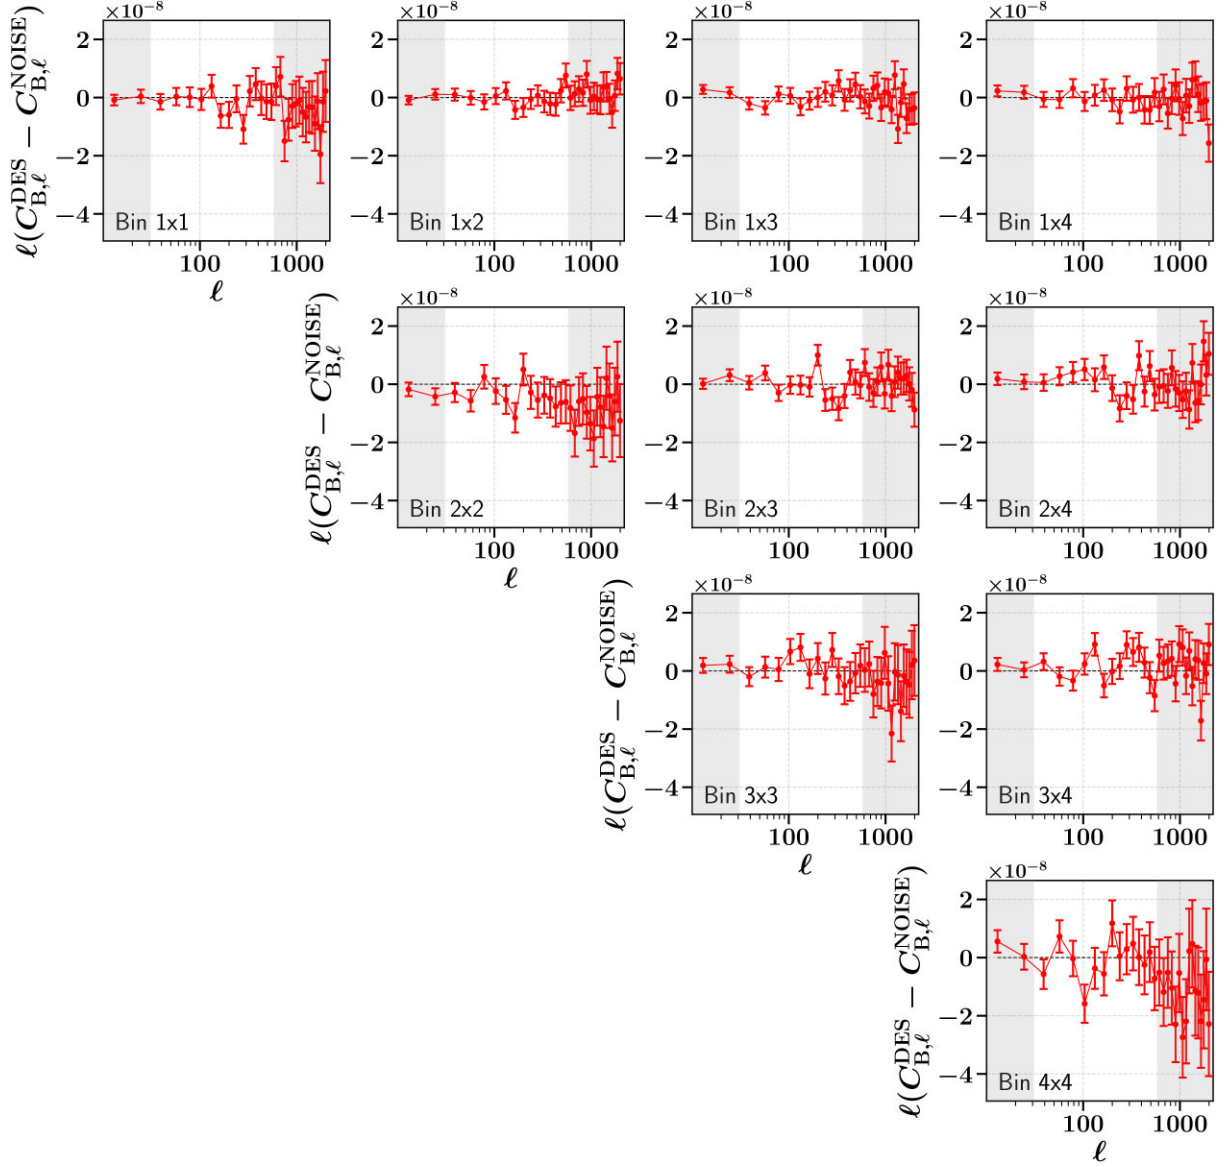 ×10⁻⁸ ×10⁻⁸ ×10⁻⁸ ×10⁻⁸
ℓ(C_{B,ℓ}^{DES} − C_{B,ℓ}^{NOISE})
2 2 2 2
0 0 0 0
−2 −2 −2 −2
−4 −4 −4 −4
Bin 1x1 Bin 1x2 Bin 1x3 Bin 1x4
100 1000 100 1000 100 1000 100 1000
ℓ
×10⁻⁸ ×10⁻⁸ ×10⁻⁸
ℓ(C_{B,ℓ}^{DES} − C_{B,ℓ}^{NOISE})
2 2 2
0 0 0
−2 −2 −2
−4 −4 −4
Bin 2x2 Bin 2x3 Bin 2x4
100 1000 100 1000 100 1000
ℓ
×10⁻⁸ ×10⁻⁸
ℓ(C_{B,ℓ}^{DES} − C_{B,ℓ}^{NOISE})
2 2
0 0
−2 −2
−4 −4
Bin 3x3 Bin 3x4
100 1000 100 1000
ℓ
×10⁻⁸
ℓ(C_{B,ℓ}^{DES} − C_{B,ℓ}^{NOISE})
2
0
−2
−4
Bin 4x4
100 1000
ℓ